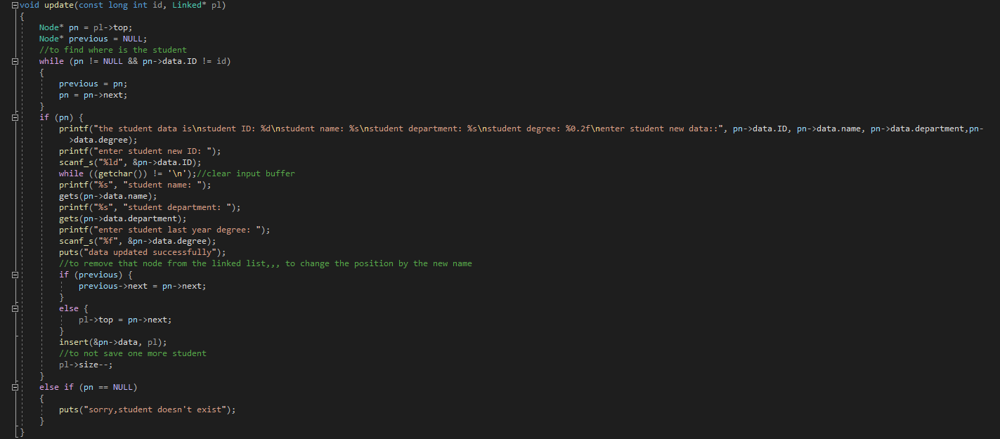 void update(const long int id, Linked* pl)
{
    Node* pn = pl->top;
    Node* previous = NULL;
    //to find where is the student
    while (pn != NULL && pn->data.ID != id)
    {
        previous = pn;
        pn = pn->next;
    }
    if (pn) {
        printf("the student data is\nstudent ID: %d\nstudent name: %s\nstudent department: %s\nstudent degree: %0.2f\nenter student new data::", pn->data.ID, pn->data.name, pn->data.department,pn-
          >data.degree);
        printf("enter student new ID: ");
        scanf_s("%ld", &pn->data.ID);
        while ((getchar()) != '\n');//clear input buffer
        printf("%s", "student name: ");
        gets(pn->data.name);
        printf("%s", "student department: ");
        gets(pn->data.department);
        printf("enter student last year degree: ");
        scanf_s("%f", &pn->data.degree);
        puts("data updated successfully");
        //to remove that node from the linked list,,, to change the position by the new name
        if (previous) {
            previous->next = pn->next;
        }
        else {
            pl->top = pn->next;
        }
        insert(&pn->data, pl);
        //to not save one more student
        pl->size--;
    }
    else if (pn == NULL)
    {
        puts("sorry,student doesn't exist");
    }
}